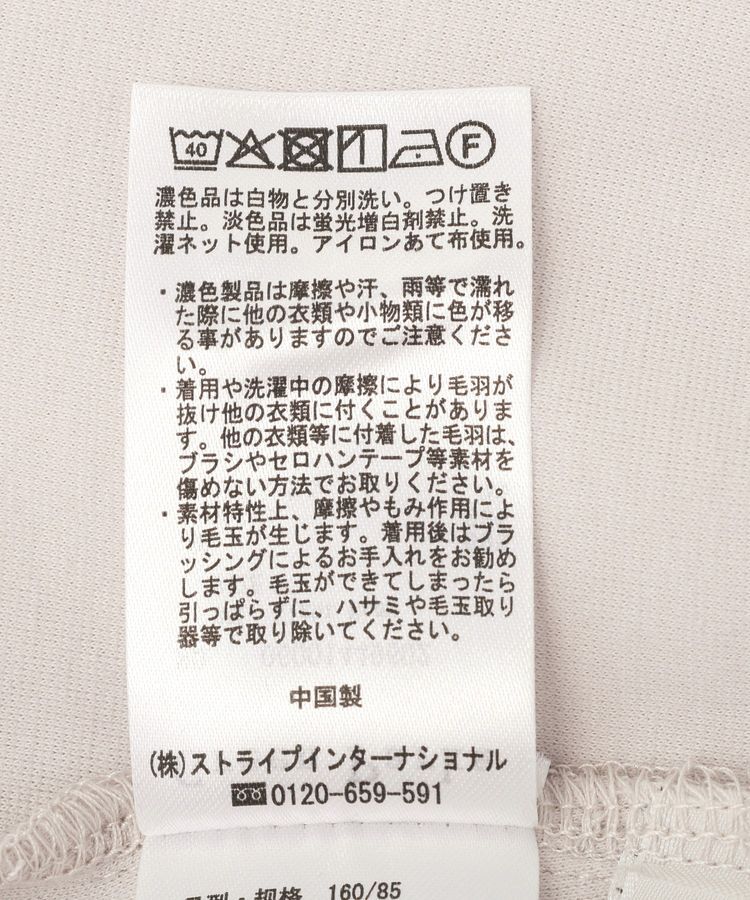 40 F
濃色品は白物と分別洗い。つけ置き
禁止。淡色品は蛍光増白剤禁止。洗
濯ネット使用。アイロンあて布使用。
・濃色製品は摩擦や汗、雨等で濡れ
た際に他の衣類や小物類に色が移
る事がありますのでご注意くださ
い。
・着用や洗濯中の摩擦により毛羽が
抜け他の衣類に付くことがありま
す。他の衣類等に付着した毛羽は、
ブラシやセロハンテープ等素材を
傷めない方法でお取りください。
・素材特性上、摩擦やもみ作用によ
り毛玉が生じます。着用後はブラ
ッシングによるお手入れをお勧め
します。毛玉ができてしまったら
引っぱらずに、ハサミや毛玉取り
器等で取り除いてください。
中国製
(株)ストライプインターナショナル
0120-659-591
号型・规格 160/85